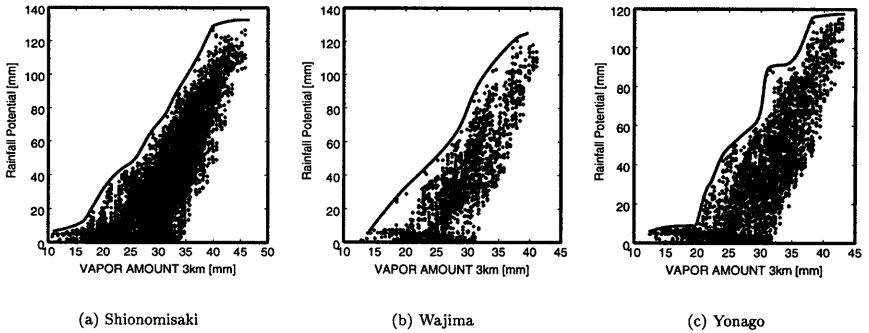 140
120
100
80
60
40
20
0
Rainfall Potential [mm]
10 15 20 25 30 35 40 45 50
VAPOR AMOUNT 3km [mm]
(a) Shionomisaki
140
120
100
80
60
40
20
0
Rainfall Potential [mm]
10 15 20 25 30 35 40 45
VAPOR AMOUNT 3km [mm]
(b) Wajima
120
100
80
60
40
20
0
Rainfall Potential [mm]
10 15 20 25 30 35 40 45
VAPOR AMOUNT 3km [mm]
(c) Yonago